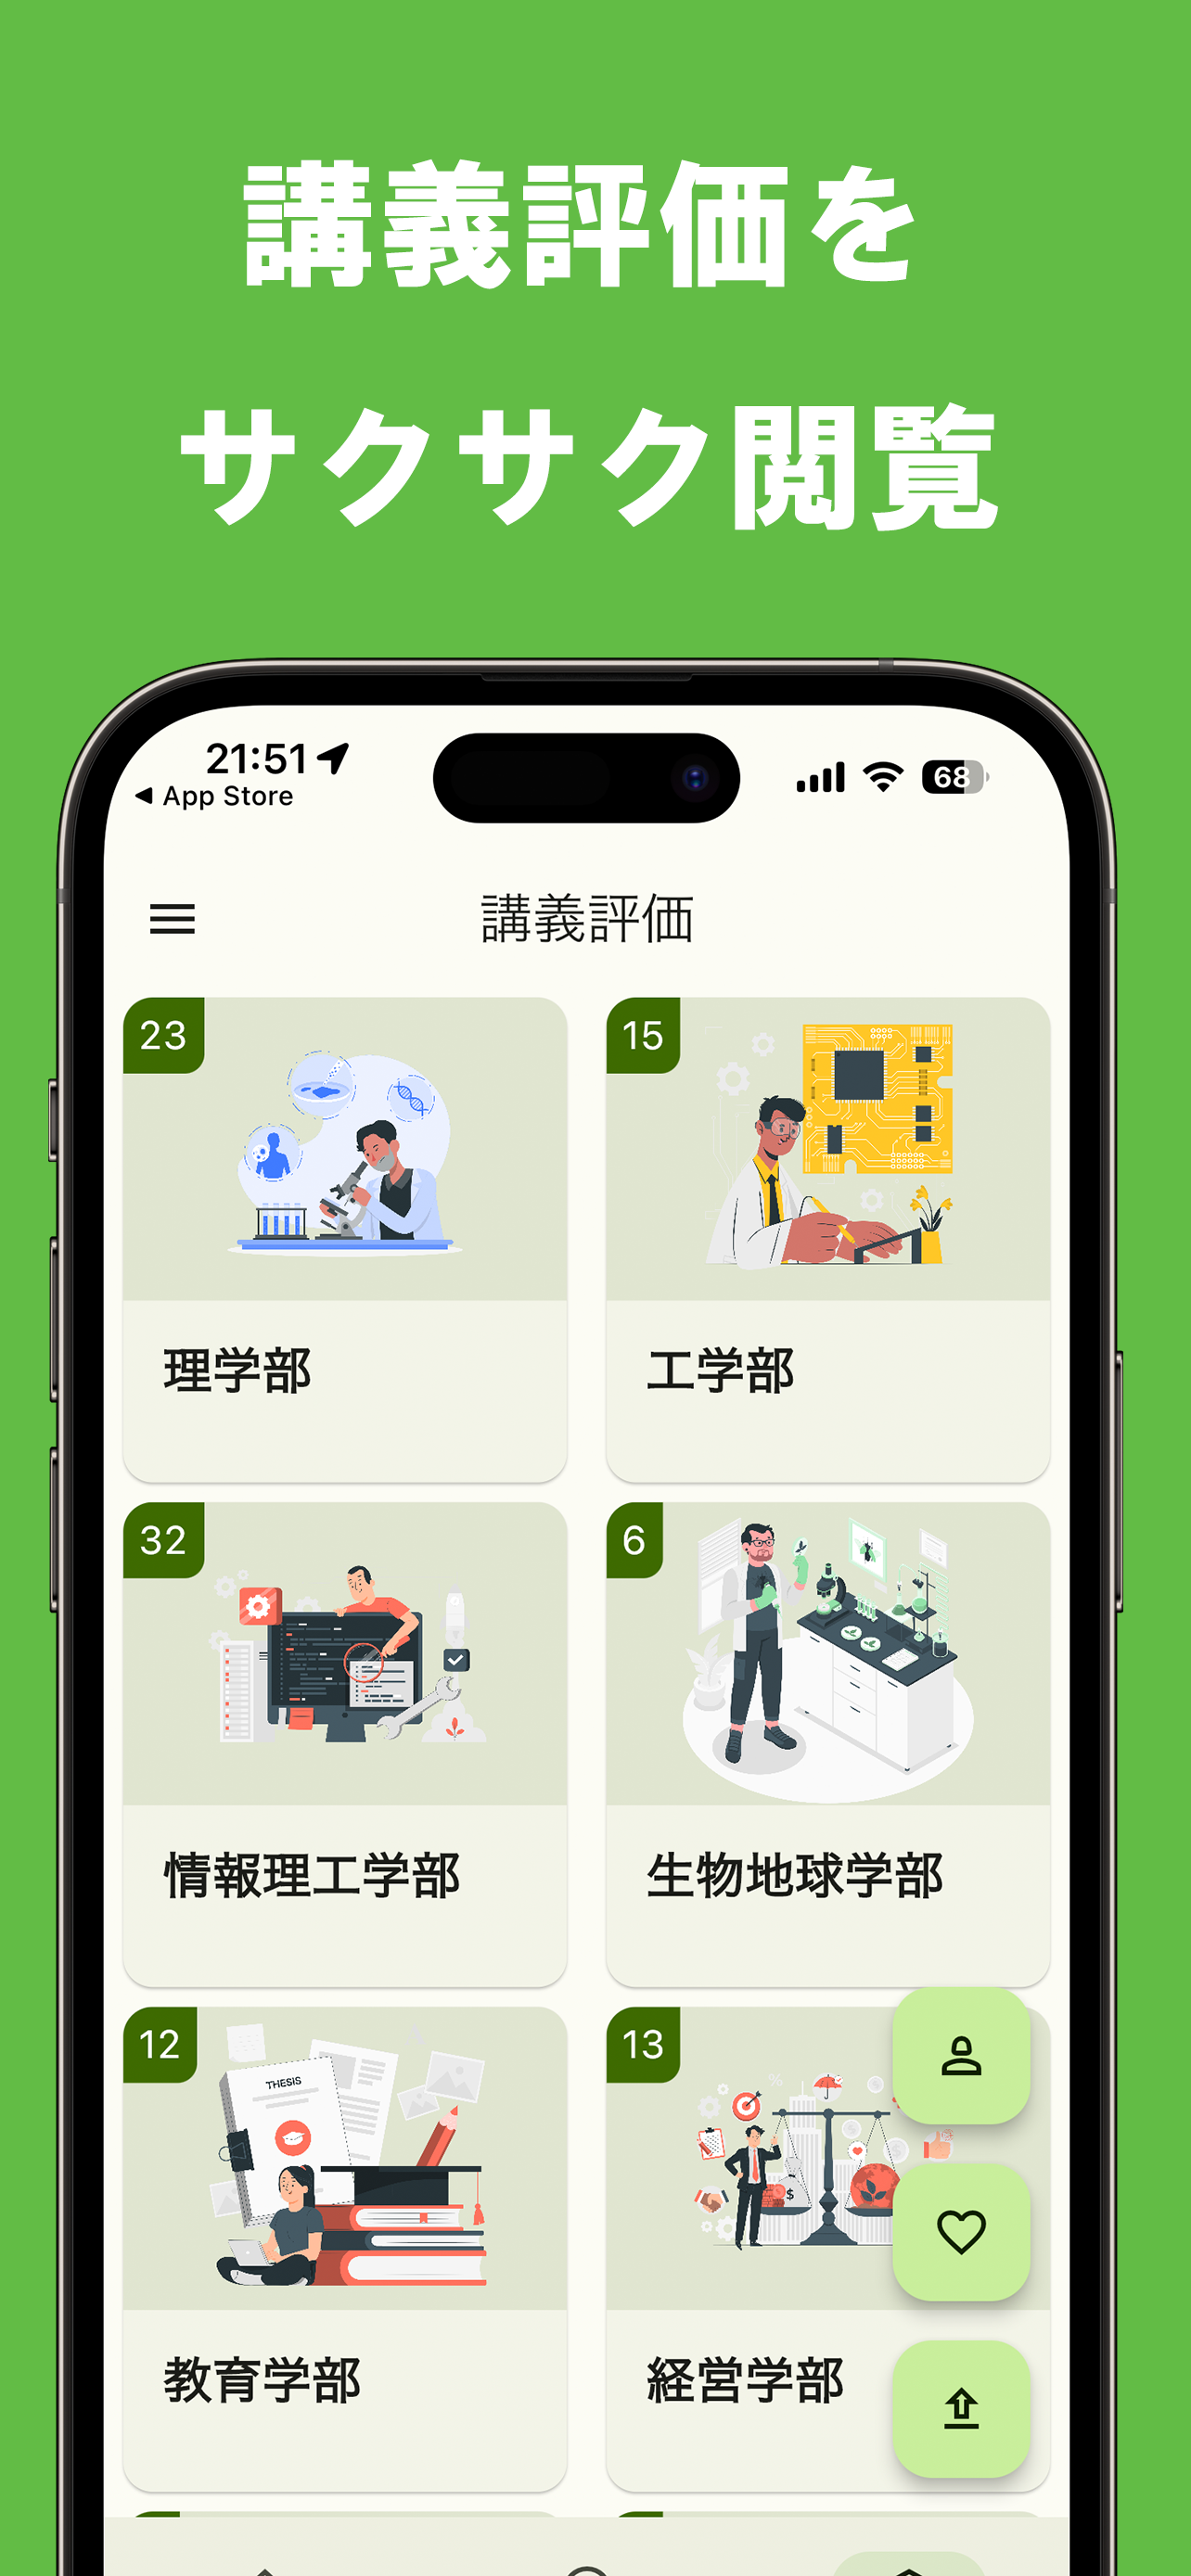 講義評価を
サクサク閲覧
21:51
App Store
68
講義評価
23
15
理学部
工学部
32
6
情報理工学部
生物地球学部
12
13
THESIS
$
%
教育学部
経営学部